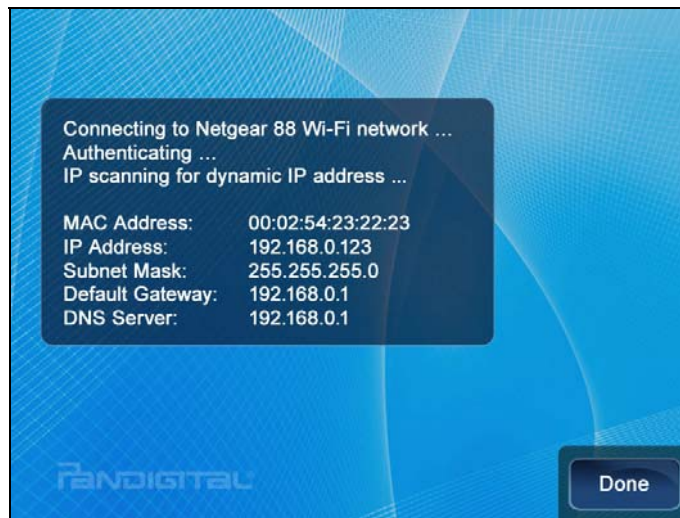 Connecting to Netgear 88 Wi-Fi network ...
Authenticating ...
IP scanning for dynamic IP address ...
MAC Address: 00:02:54:23:22:23
IP Address: 192.168.0.123
Subnet Mask: 255.255.255.0
Default Gateway: 192.168.0.1
DNS Server: 192.168.0.1
PANDIGITAL
Done